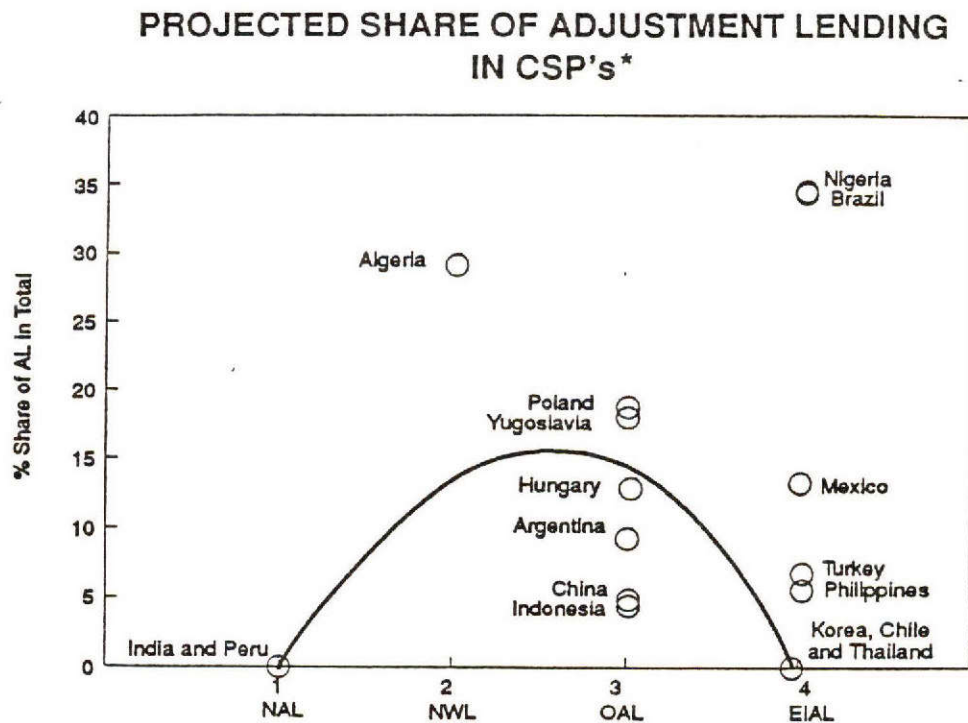 PROJECTED SHARE OF ADJUSTMENT LENDING
IN CSP's*
% Share of AL in Total
40
35
30
25
20
15
10
5
0
Nigeria
Brazil
Algeria
Poland
Yugoslavia
Hungary
Mexico
Argentina
Turkey
Philippines
China
Indonesia
India and Peru
Korea, Chile
and Thailand
1
2
3
4
NAL
NWL
OAL
EIAL